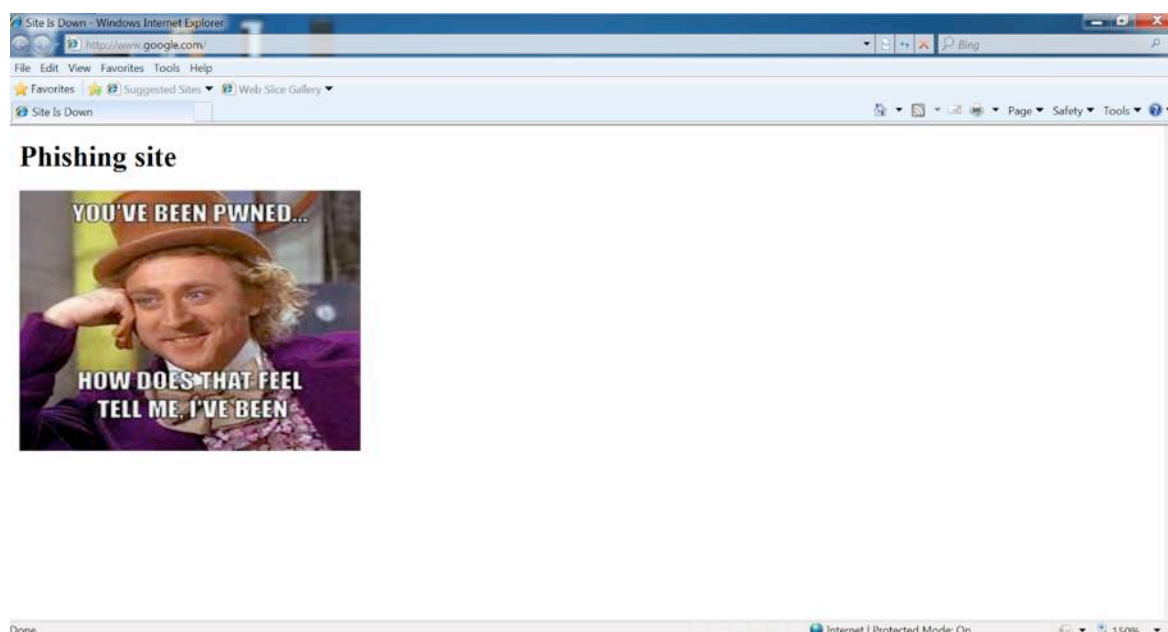 Site Is Down - Windows Internet Explorer
http://www.google.com/
Bing
File Edit View Favorites Tools Help
Favorites Suggested Sites Web Slice Gallery
Site Is Down
Page Safety Tools
Phishing site
YOU'VE BEEN PWNED...
HOW DOES THAT FEEL
TELL ME, I'VE BEEN
Done
Internet | Protected Mode: On
150%